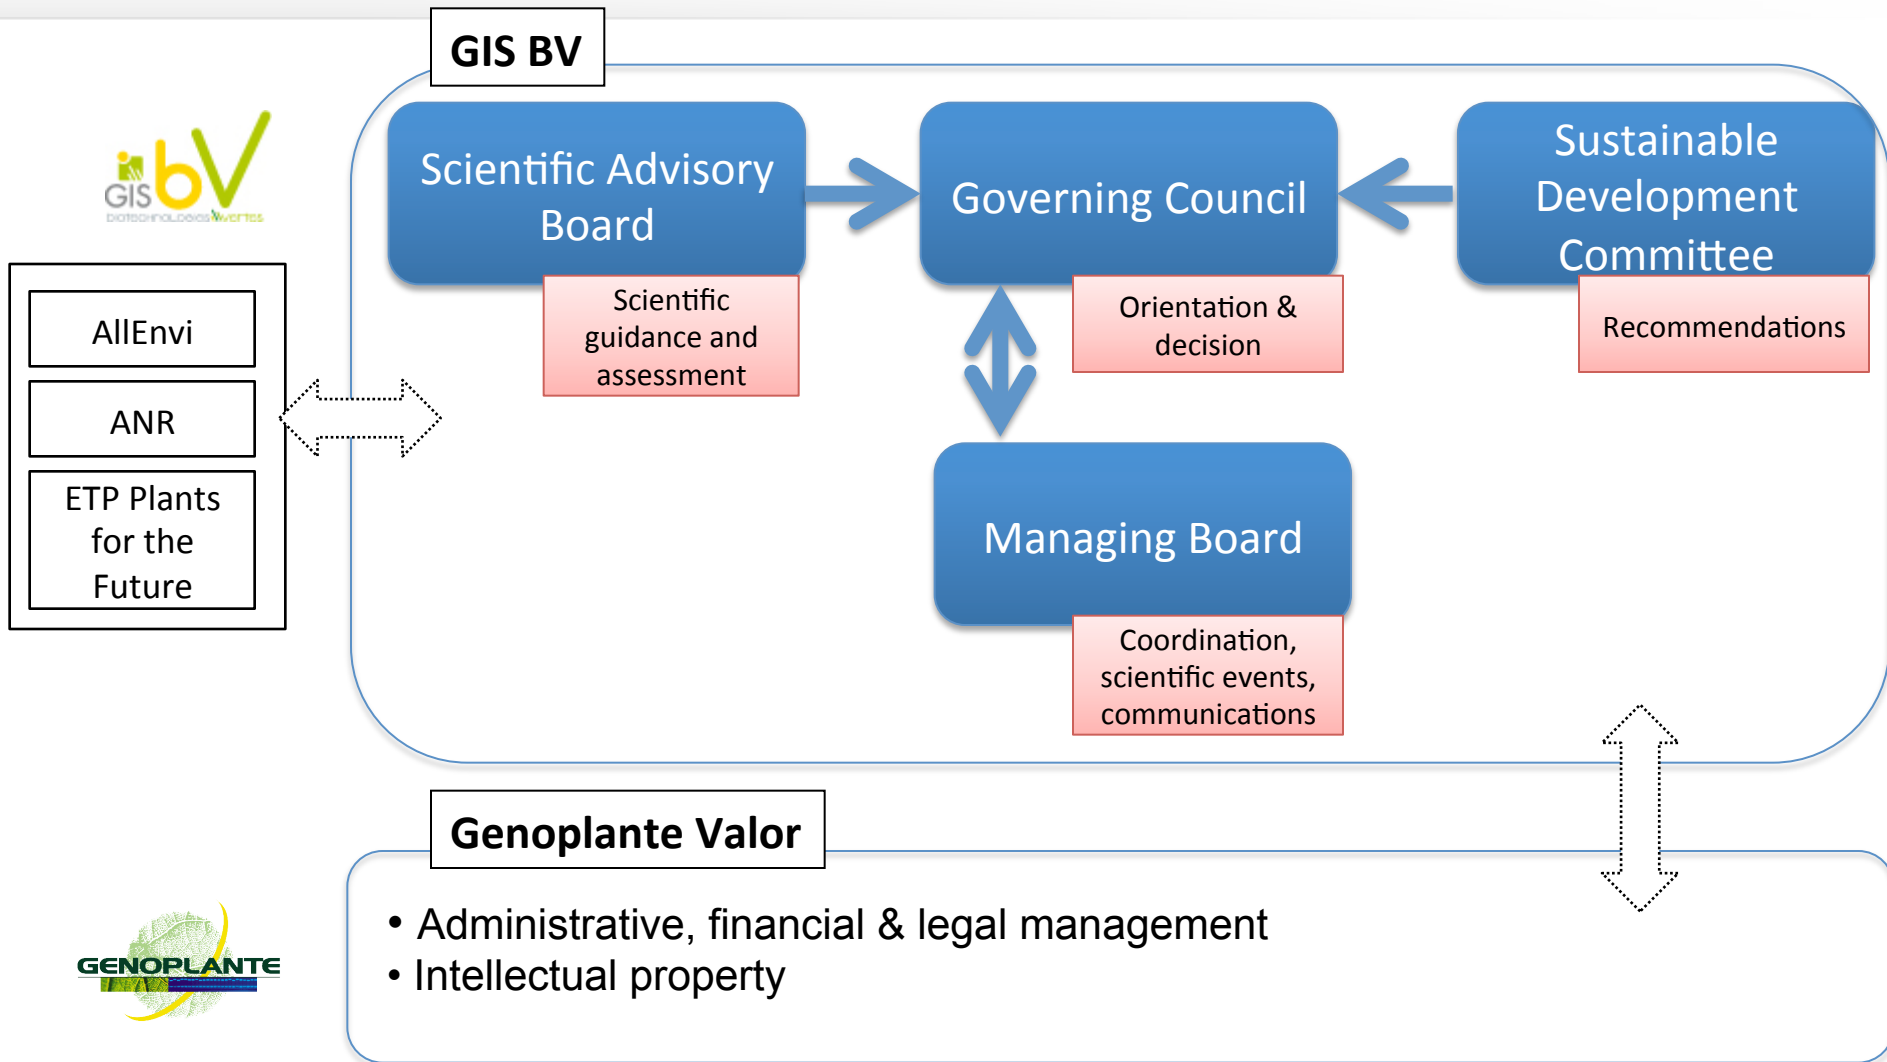 GIS BV
GIS bV
biotechnologies vertes
Scientific Advisory
Board
Governing Council
Sustainable
Development
Committee
Scientific
guidance and
assessment
Orientation &
decision
Recommendations
AllEnvi
ANR
ETP Plants
for the
Future
Managing Board
Coordination,
scientific events,
communications
Genoplante Valor
• Administrative, financial & legal management
• Intellectual property
GENOPLANTE